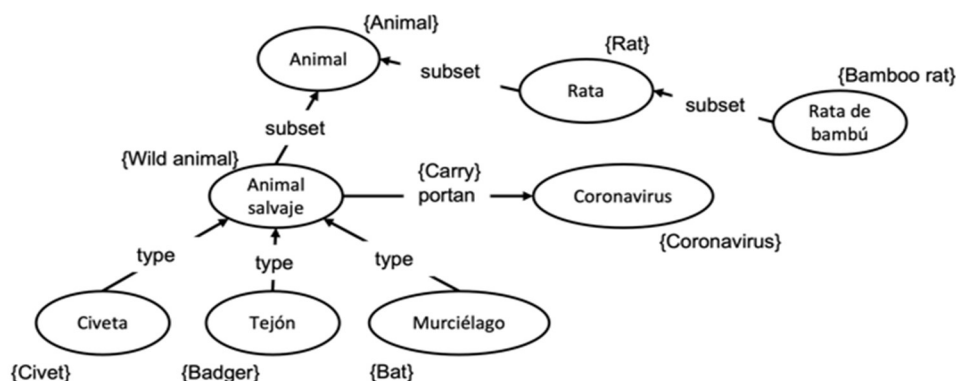 {Animal}
Animal
{Rat}
subset
Rata
{Bamboo rat}
subset
Rata de
bambú
subset
{Wild animal}
Animal
salvaje
{Carry}
portan
Coronavirus
{Coronavirus}
type
type
type
Civeta
Tejón
Murciélago
{Civet}
{Badger}
{Bat}